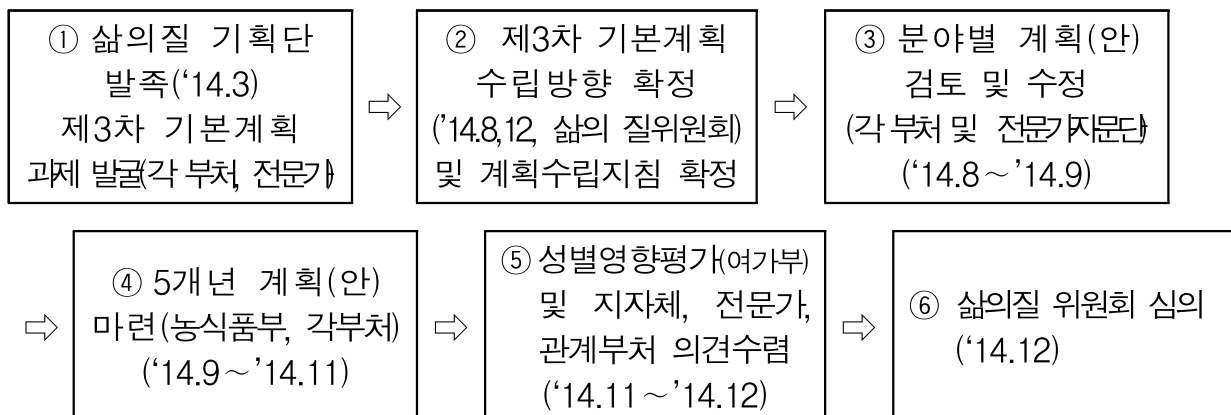 ① 삶의질 기획단
발족(‘14.3)
제3차 기본계획
과제 발굴(각 부처, 전문가)
⇨
② 제3차 기본계획
수립방향 확정
(’14.8,12, 삶의 질위원회)
및 계획수립지침 확정
⇨
③ 분야별 계획(안)
검토 및 수정
(각 부처 및 전문가자문단)
(‘14.8～’14.9)
⇨
④ 5개년 계획(안)
마련(농식품부, 각부처)
(‘14.9～’14.11)
⇨
⑤ 성별영향평가(여가부)
및 지자체, 전문가,
관계부처 의견수렴
(‘14.11～’14.12)
⇨
⑥ 삶의질 위원회 심의
(‘14.12)